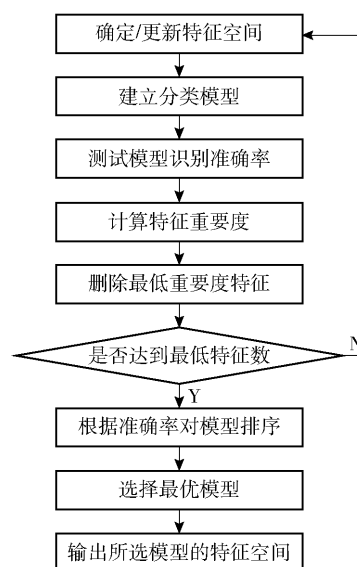 确定/更新特征空间
建立分类模型
测试模型识别准确率
计算特征重要度
删除最低重要度特征
是否达到最低特征数
N
Y
根据准确率对模型排序
选择最优模型
输出所选模型的特征空间